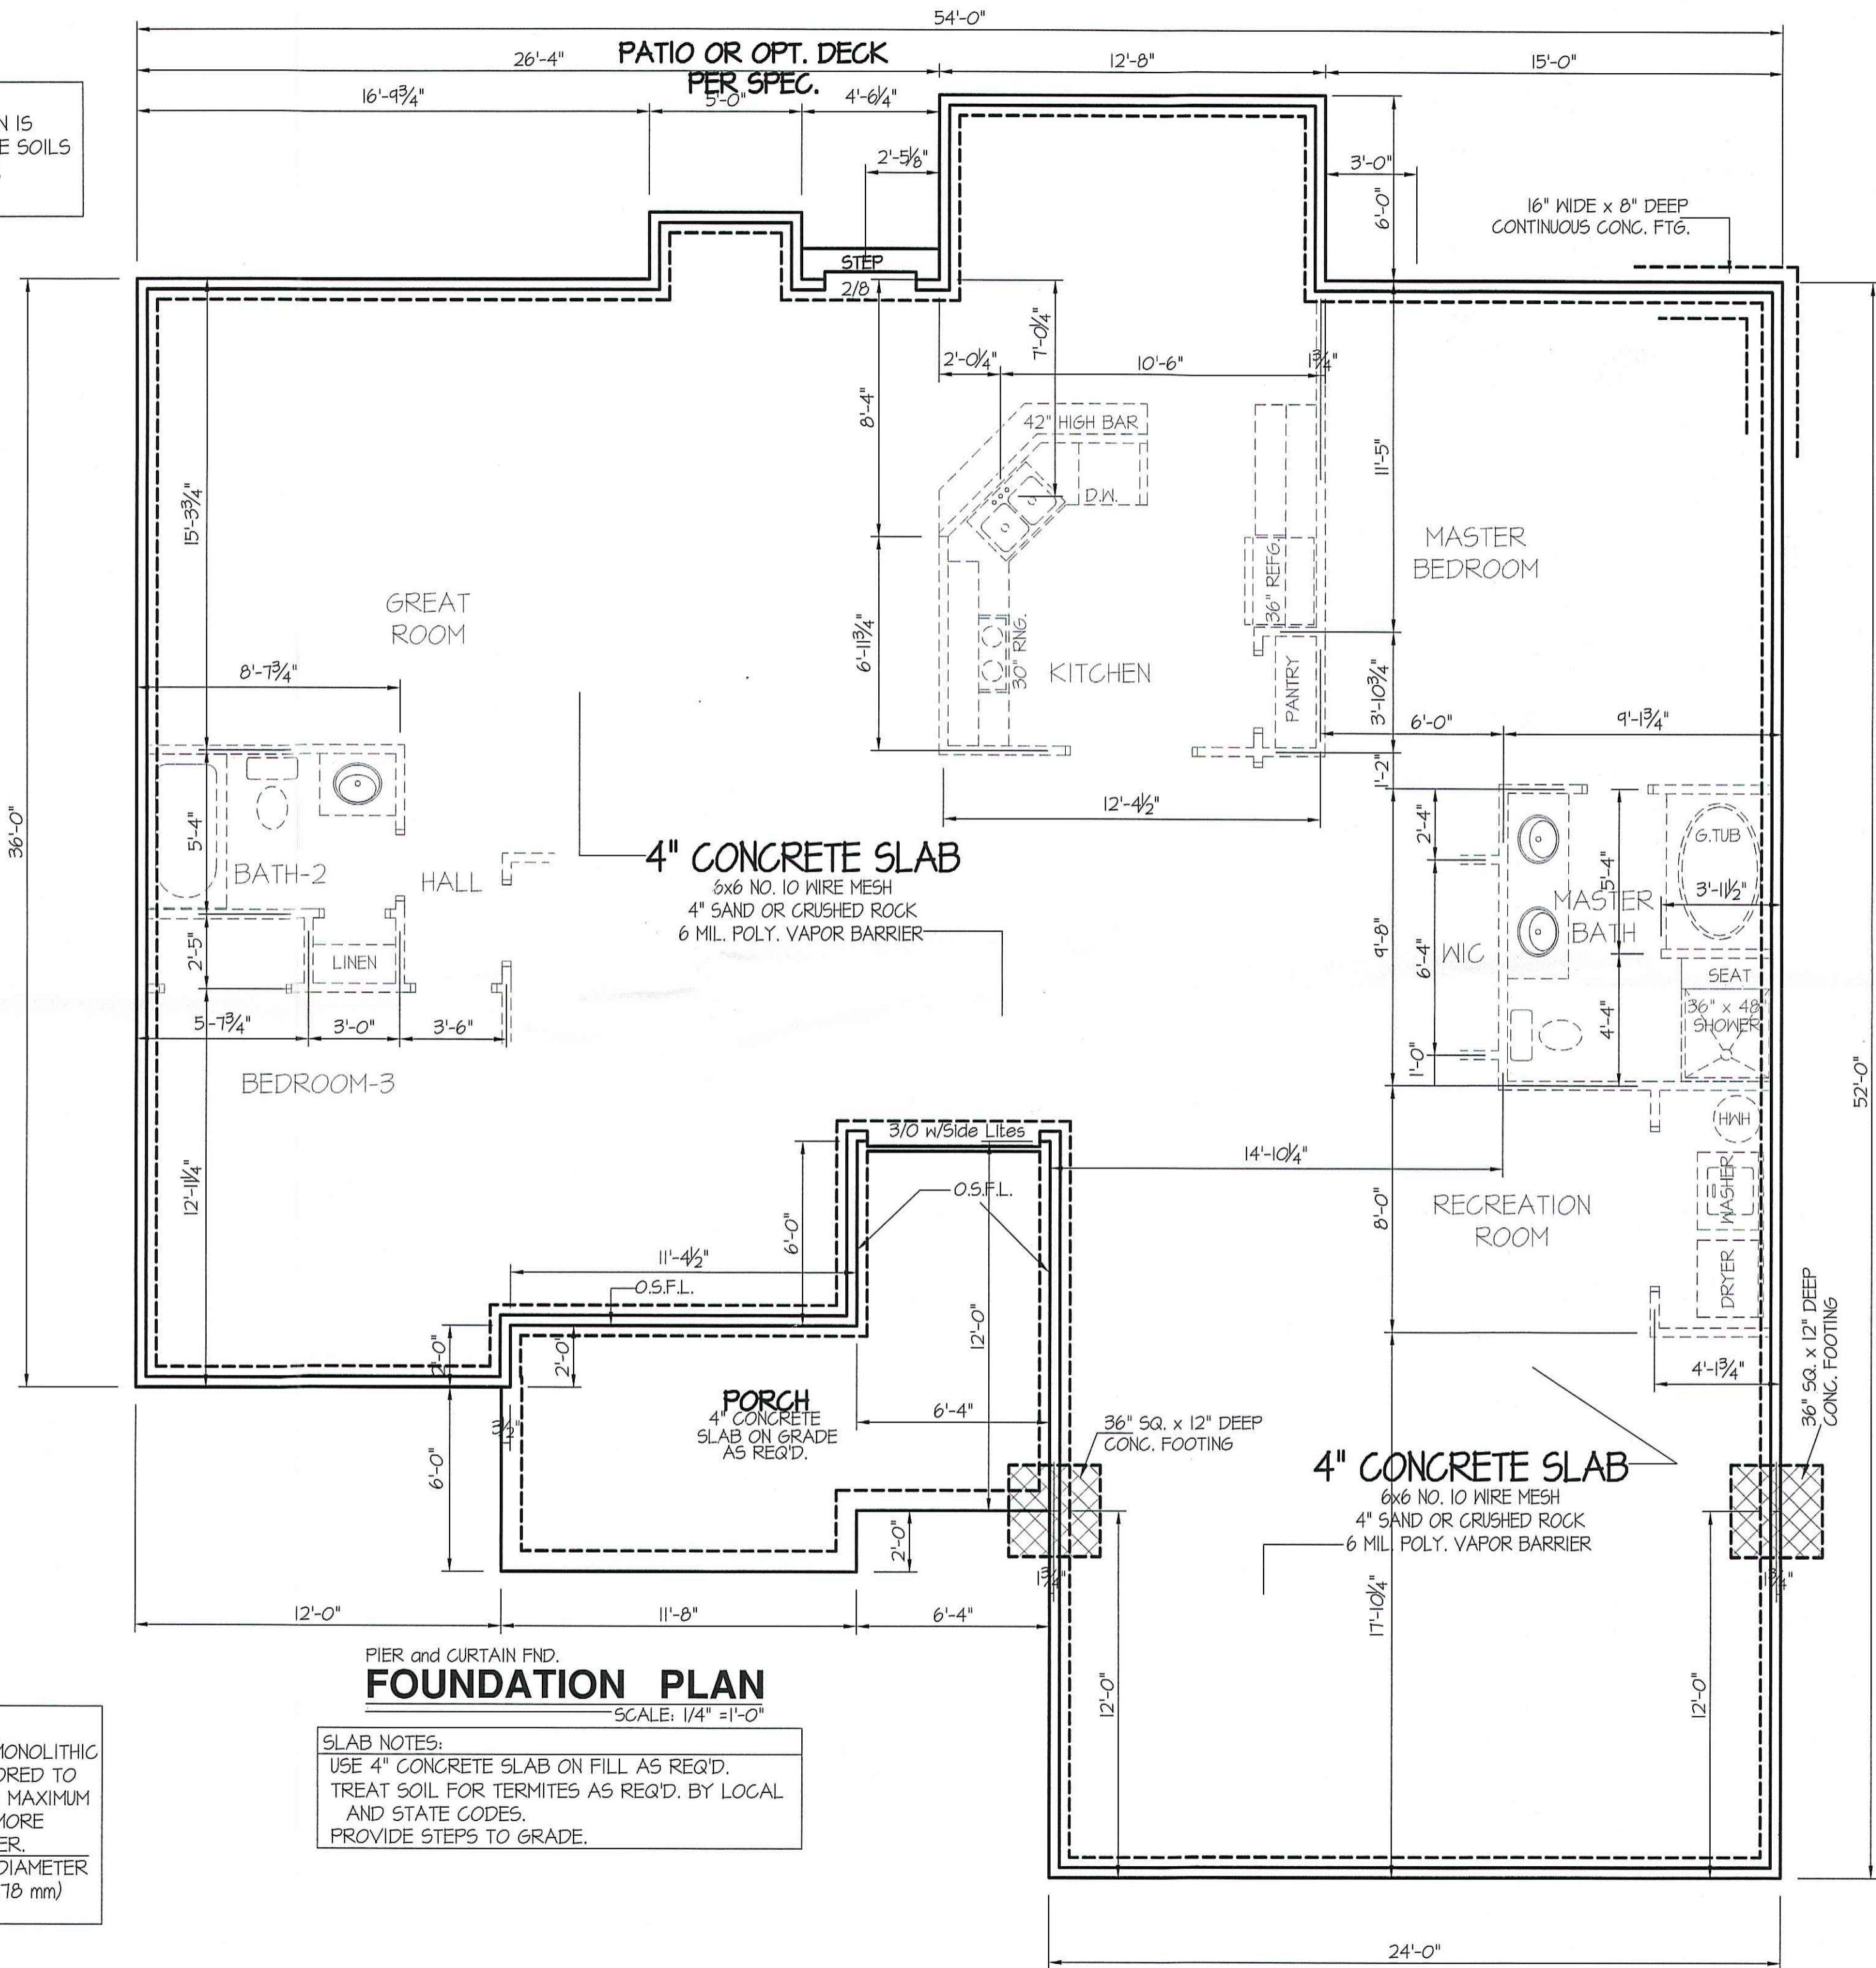 54'-0"
26'-4"
PATIO OR OPT. DECK
PER SPEC.
12'-8"
15'-0"
16'-9¾"
5'-0"
4'-6¼"
N IS
E SOILS
2'-5⅛"
3'-0"
6'-0"
16" WIDE x 8" DEEP
CONTINUOUS CONC. FTG.
STEP
2/8
7'-0¼"
2'-0¼"
10'-6"
1¾"
8'-4"
42" HIGH BAR
D.W.
11'-5"
15'-3¾"
MASTER
BEDROOM
36" REFG.
GREAT
ROOM
6'-11¾"
30" RNG.
KITCHEN
PANTRY
3'-10¾"
8'-7¾"
6'-0"
9'-1¾"
1'-2"
12'-4½"
36'-0"
5'-4"
BATH-2
HALL
4" CONCRETE SLAB
6x6 NO. 10 WIRE MESH
4" SAND OR CRUSHED ROCK
6 MIL. POLY. VAPOR BARRIER
2'-4"
G.TUB
5'-4"
3'-11½"
MASTER
BATH
9'-8"
6'-4"
WIC
2'-5"
LINEN
SEAT
36" x 48
SHOWER
4'-4"
5-7¾"
3'-0"
3'-6"
1'-0"
52'-0"
BEDROOM-3
HWH
3/0 w/Side Lites
14'-10¼"
12'-11¼"
O.S.F.L.
WASHER
RECREATION
ROOM
8'-0"
6'-0"
11'-4½"
O.S.F.L.
DRYER
12'-0"
2'-0"
2'-0"
36" SQ. x 12" DEEP
CONC. FOOTING
4'-1¾"
PORCH
4" CONCRETE
SLAB ON GRADE
AS REQ'D.
6'-4"
3½"
36" SQ. x 12" DEEP
CONC. FOOTING
6'-0"
4" CONCRETE SLAB
6x6 NO. 10 WIRE MESH
4" SAND OR CRUSHED ROCK
6 MIL. POLY. VAPOR BARRIER
2'-0"
1¾"
1¾"
17'-10¼"
12'-0"
11'-8"
6'-4"
12'-0"
12'-0"
PIER and CURTAIN FND.
FOUNDATION PLAN
SCALE: 1/4" =1'-0"
SLAB NOTES:
USE 4" CONCRETE SLAB ON FILL AS REQ'D.
TREAT SOIL FOR TERMITES AS REQ'D. BY LOCAL
AND STATE CODES.
PROVIDE STEPS TO GRADE.
MONOLITHIC
ORED TO
MAXIMUM
MORE
ER.
DIAMETER
178 mm)
24'-0"